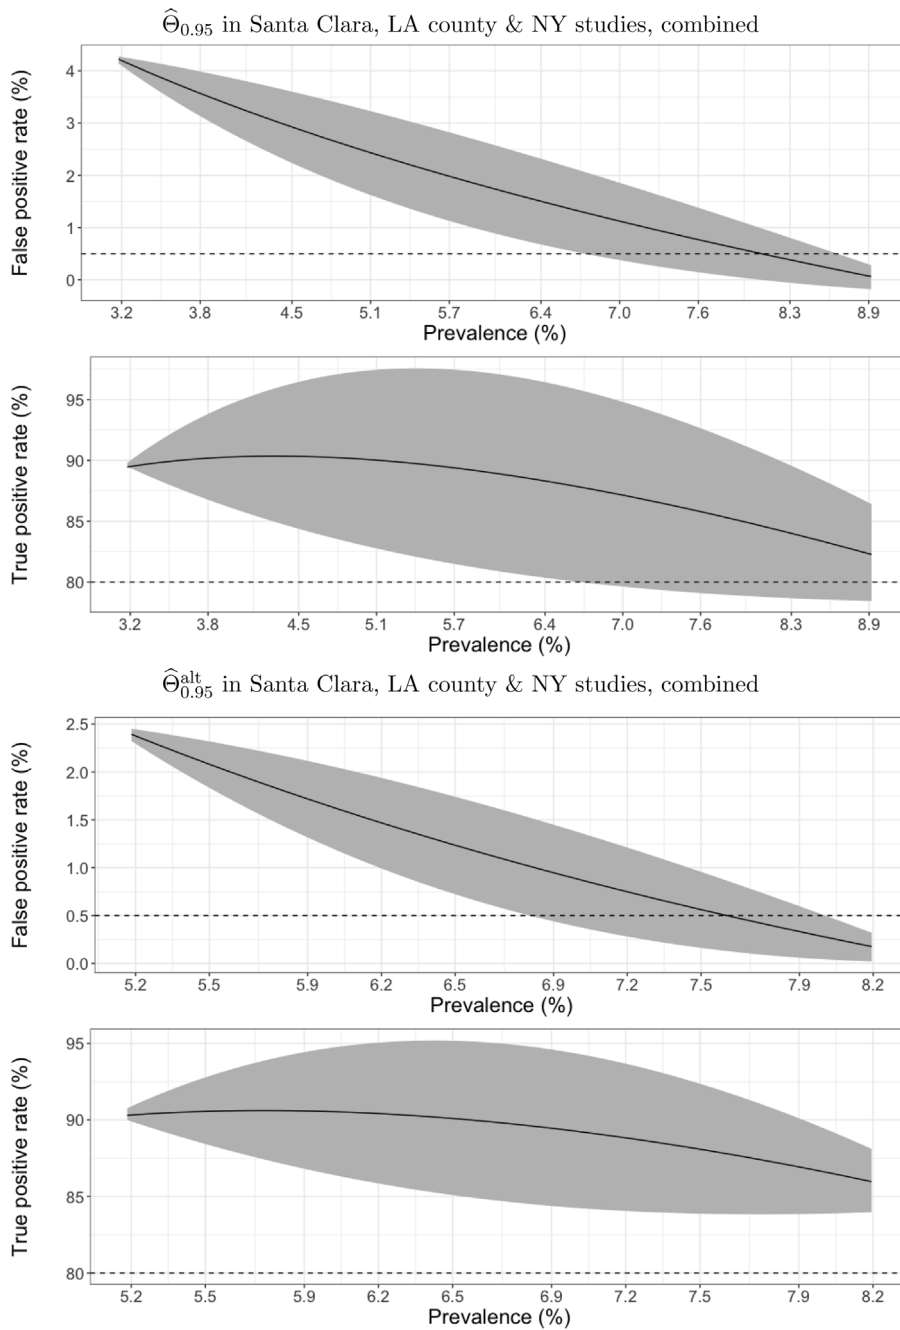 Θ̂0.95 in Santa Clara, LA county & NY studies, combined
False positive rate (%)
4
3
2
1
0
3.2 3.8 4.5 5.1 5.7 6.4 7.0 7.6 8.3 8.9
Prevalence (%)
True positive rate (%)
95
90
85
80
3.2 3.8 4.5 5.1 5.7 6.4 7.0 7.6 8.3 8.9
Prevalence (%)
Θ̂alt0.95 in Santa Clara, LA county & NY studies, combined
False positive rate (%)
2.5
2.0
1.5
1.0
0.5
0.0
5.2 5.5 5.9 6.2 6.5 6.9 7.2 7.5 7.9 8.2
Prevalence (%)
True positive rate (%)
95
90
85
80
5.2 5.5 5.9 6.2 6.5 6.9 7.2 7.5 7.9 8.2
Prevalence (%)